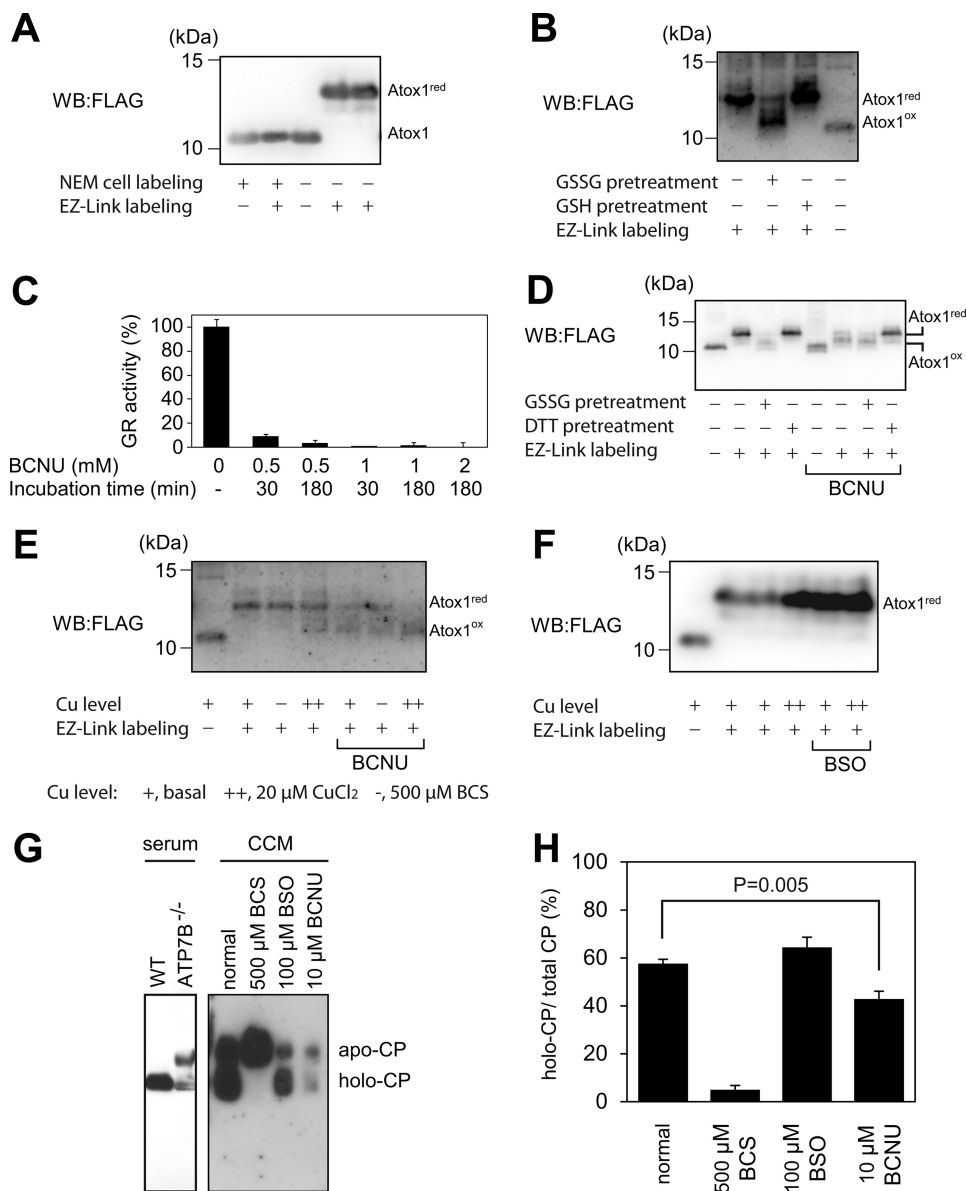 A
(kDa)
15
10
WB:FLAG
Atox1red
Atox1
NEM cell labeling + + − − −
EZ-Link labeling − + − + +
B
(kDa)
15
10
WB:FLAG
Atox1red
Atox1ox
GSSG pretreatment − + − −
GSH pretreatment − − + −
EZ-Link labeling + + + −
C
GR activity (%)
100
80
60
40
20
0
BCNU (mM) 0 0.5 0.5 1 1 2
Incubation time (min) - 30 180 30 180 180
D
(kDa)
15
10
WB:FLAG
Atox1red
Atox1ox
GSSG pretreatment − − + − − − + −
DTT pretreatment − − − + − − − +
EZ-Link labeling − + + + − + + +
BCNU
E
(kDa)
15
10
WB:FLAG
Atox1red
Atox1ox
Cu level + + − ++ + − ++
EZ-Link labeling − + + + + + +
BCNU
Cu level: +, basal ++, 20 µM CuCl2 -, 500 µM BCS
F
(kDa)
15
10
WB:FLAG
Atox1red
Cu level + + + ++ + ++
EZ-Link labeling − + + + + +
BSO
G
serum CCM
WT
ATP7B-/-
normal
500 µM BCS
100 µM BSO
10 µM BCNU
apo-CP
holo-CP
H
holo-CP/ total CP (%)
100
80
60
40
20
0
P=0.005
normal
500 µM
BCS
100 µM
BSO
10 µM
BCNU